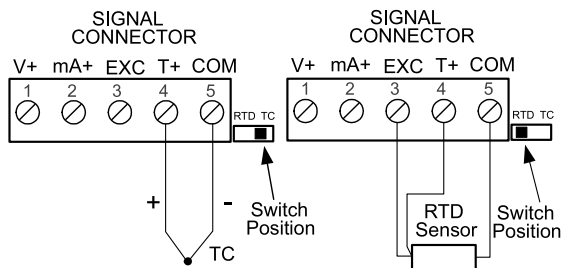 SIGNAL
CONNECTOR
V+ mA+ EXC T+ COM
1 2 3 4 5
RTD TC
+ -
Switch
Position
TC
SIGNAL
CONNECTOR
V+ mA+ EXC T+ COM
1 2 3 4 5
RTD TC
RTD
Sensor
Switch
Position